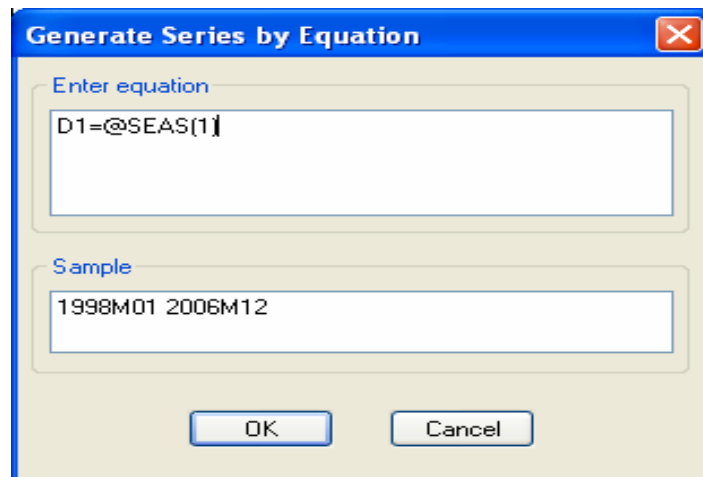 Generate Series by Equation
Enter equation
D1=@SEAS(1)
Sample
1998M01 2006M12
OK
Cancel